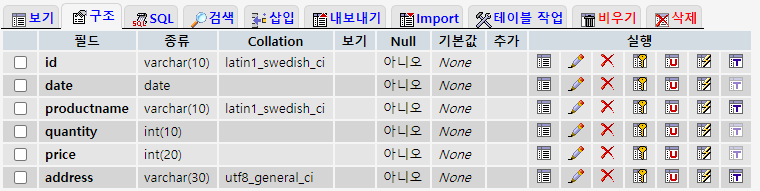 보기 구조 SQL 검색 삽입 내보내기 Import 테이블 작업 비우기 삭제
필드 종류 Collation 보기 Null 기본값 추가 실행
id varchar(10) latin1_swedish_ci 아니오 None
date date 아니오 None
productname varchar(10) latin1_swedish_ci 아니오 None
quantity int(10) 아니오 None
price int(20) 아니오 None
address varchar(30) utf8_general_ci 아니오 None